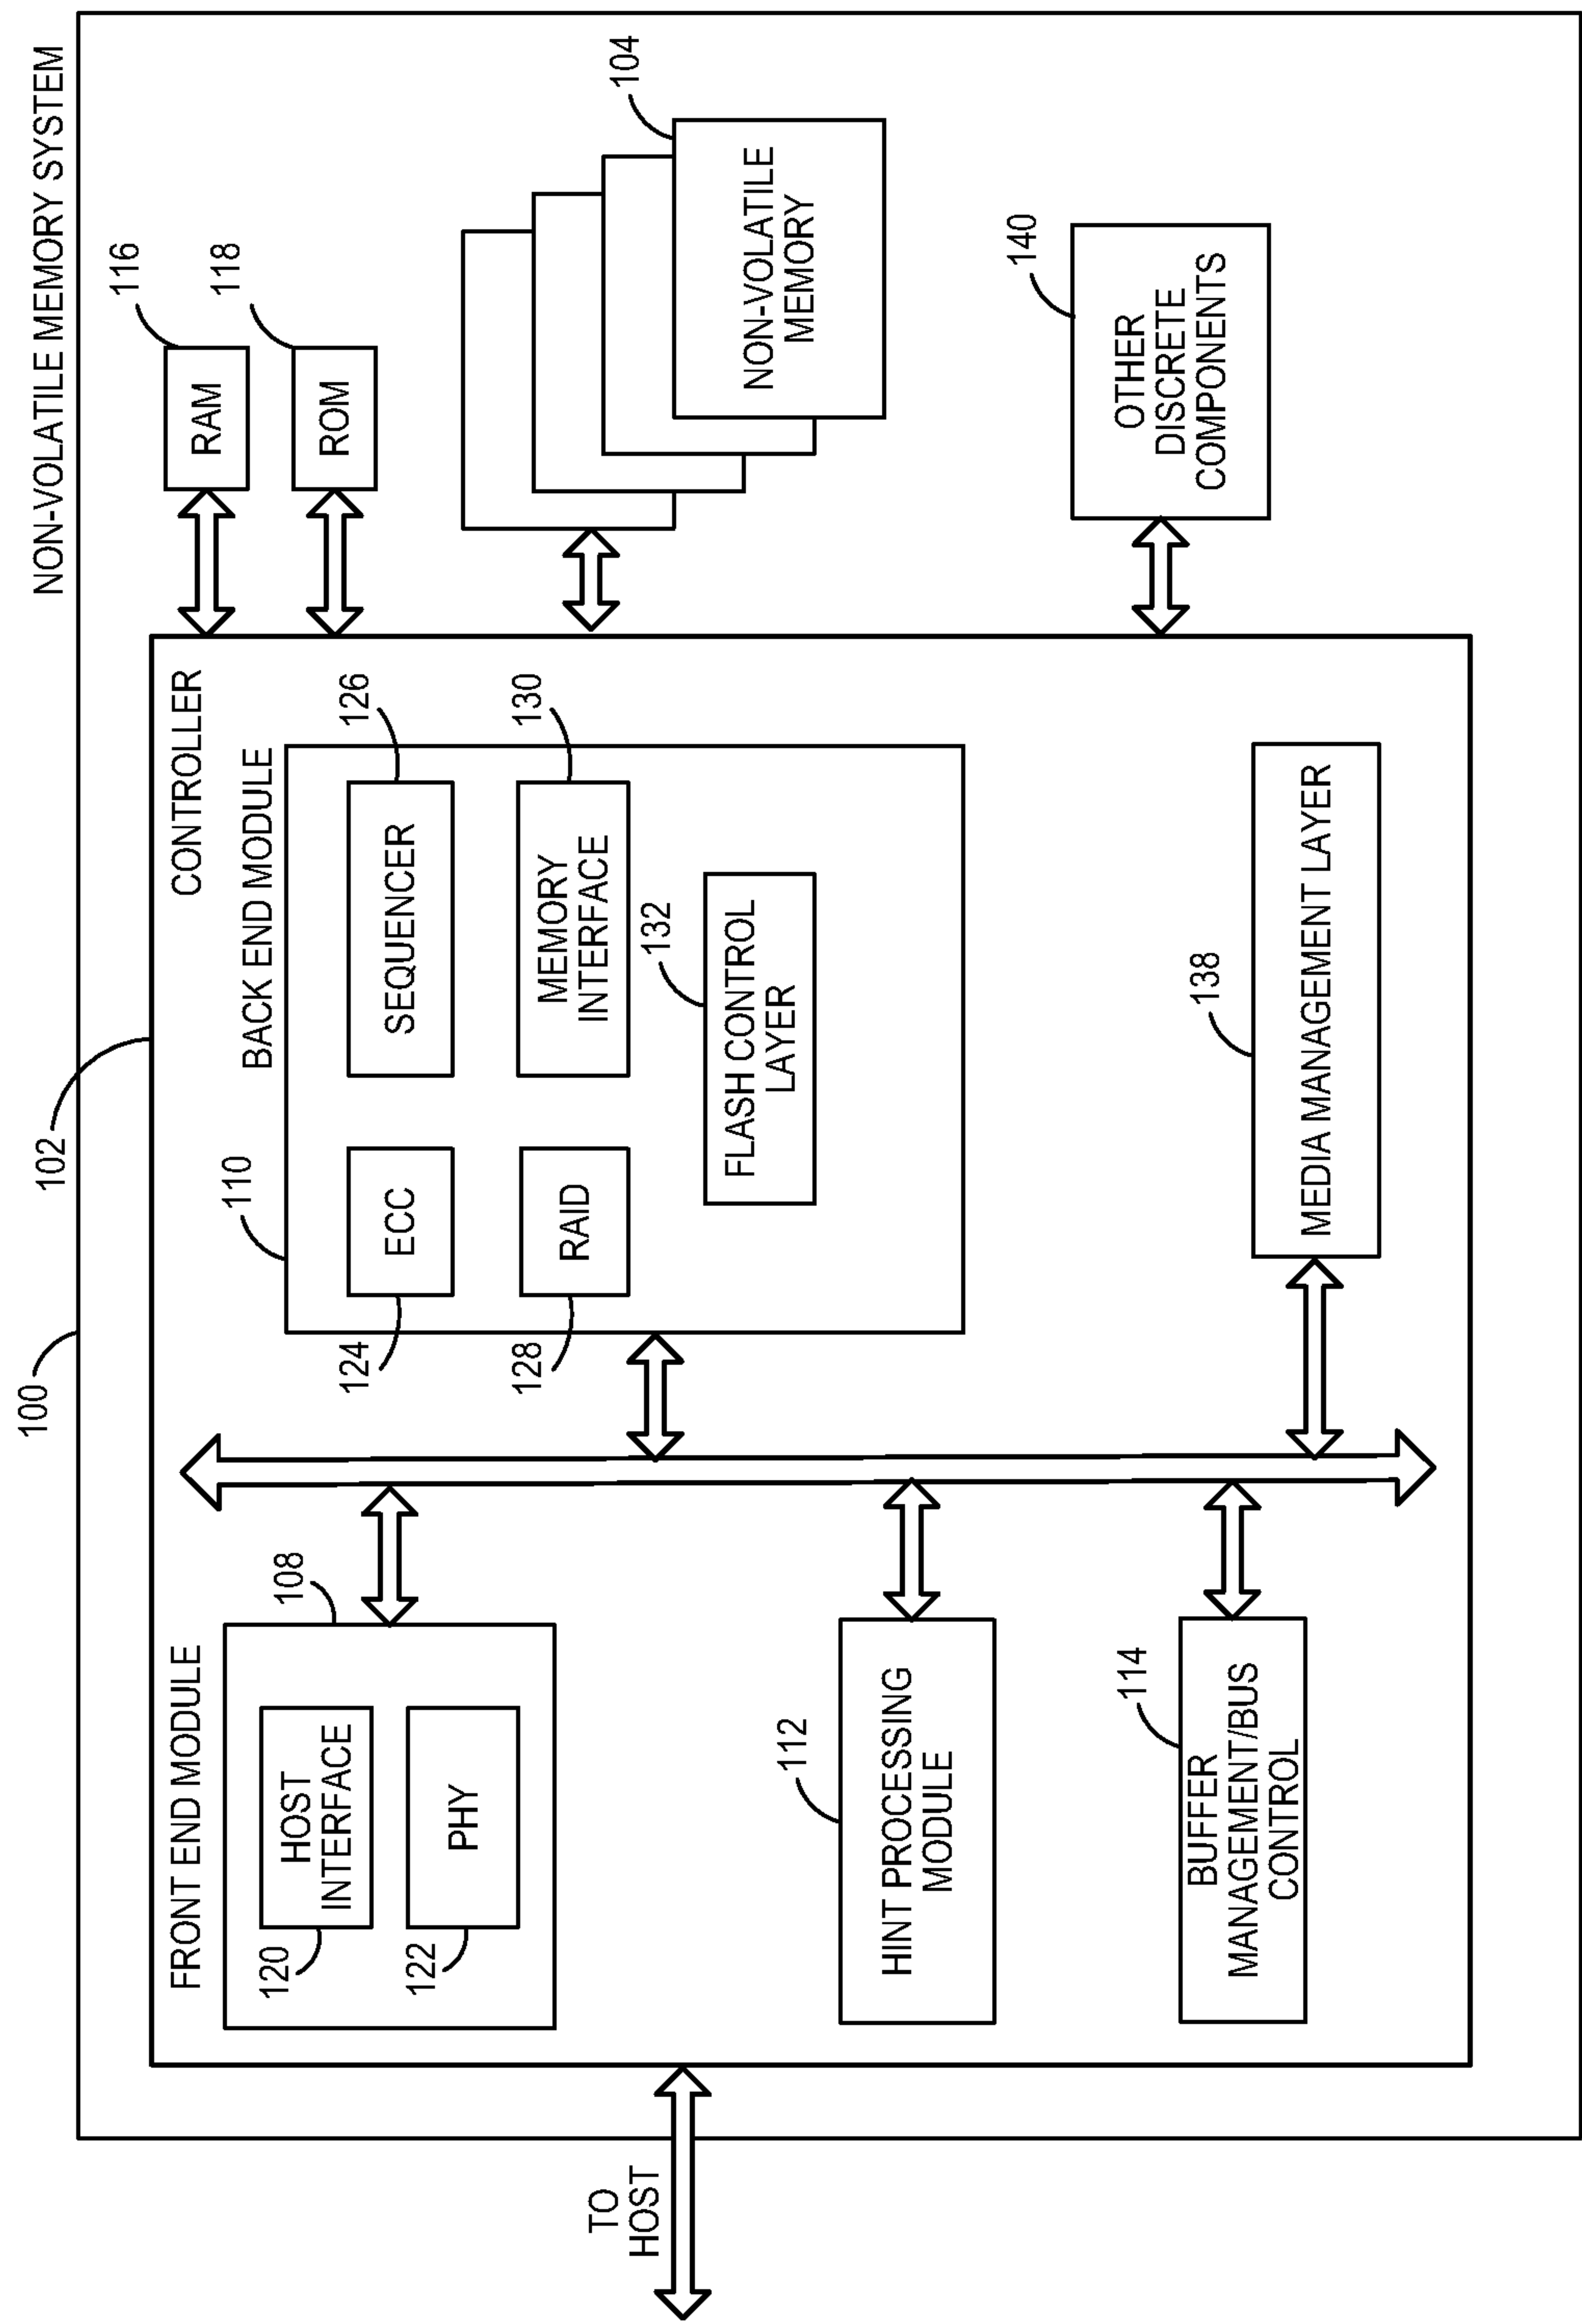 NON-VOLATILE MEMORY SYSTEM
100
102
CONTROLLER
FRONT END MODULE
108
HOST
INTERFACE
120
PHY
122
110
BACK END MODULE
ECC
124
SEQUENCER
126
RAID
128
MEMORY
INTERFACE
130
FLASH CONTROL
LAYER
132
HINT PROCESSING
MODULE
112
BUFFER
MANAGEMENT/BUS
CONTROL
114
MEDIA MANAGEMENT LAYER
138
RAM
116
ROM
118
NON-VOLATILE
MEMORY
104
OTHER
DISCRETE
COMPONENTS
140
TO
HOST